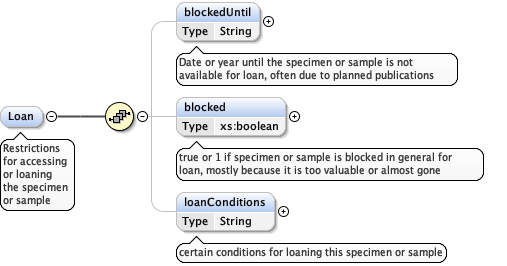 blockedUntil
Type String
Date or year until the specimen or sample is not
available for loan, often due to planned publications
Loan
Restrictions
for accessing
or loaning
the specimen
or sample
blocked
Type xs:boolean
true or 1 if specimen or sample is blocked in general for
loan, mostly because it is too valuable or almost gone
loanConditions
Type String
certain conditions for loaning this specimen or sample